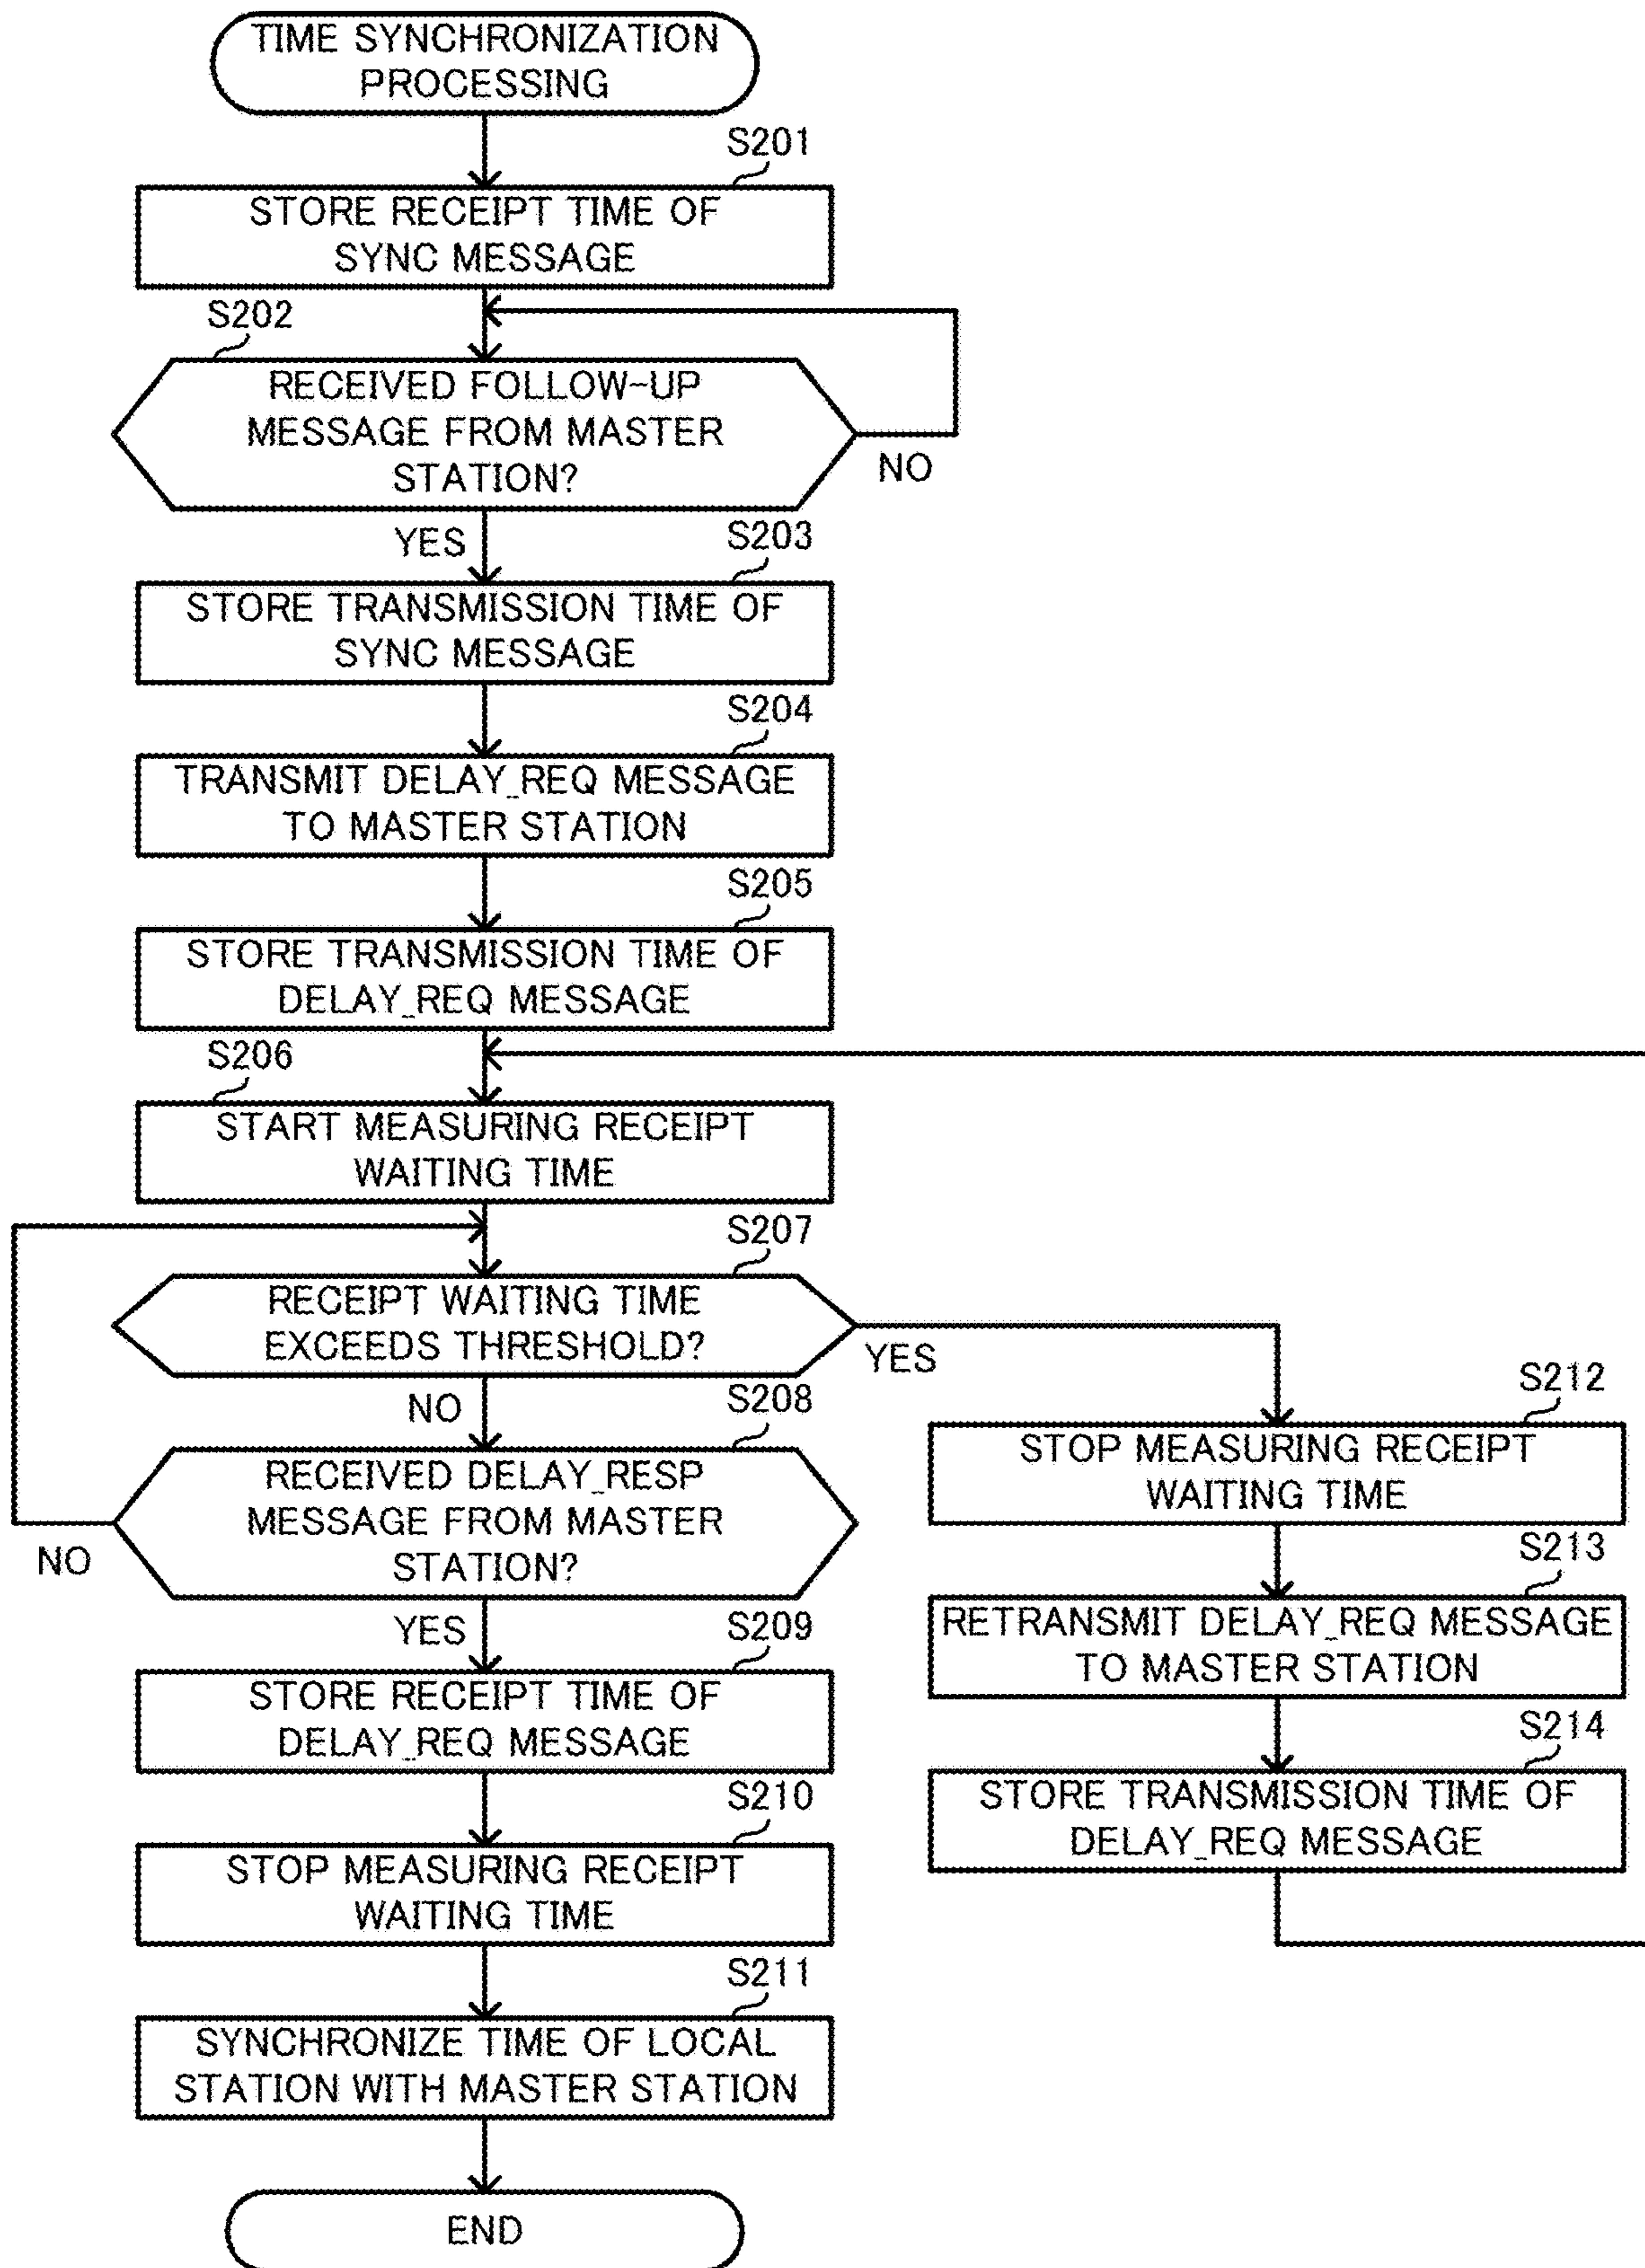 TIME SYNCHRONIZATION
PROCESSING
S201
STORE RECEIPT TIME OF
SYNC MESSAGE
S202
RECEIVED FOLLOW-UP
MESSAGE FROM MASTER
STATION?
NO
YES
S203
STORE TRANSMISSION TIME OF
SYNC MESSAGE
S204
TRANSMIT DELAY_REQ MESSAGE
TO MASTER STATION
S205
STORE TRANSMISSION TIME OF
DELAY_REQ MESSAGE
S206
START MEASURING RECEIPT
WAITING TIME
S207
RECEIPT WAITING TIME
EXCEEDS THRESHOLD?
YES
NO
S208
RECEIVED DELAY_RESP
MESSAGE FROM MASTER
STATION?
NO
YES
S209
STORE RECEIPT TIME OF
DELAY_REQ MESSAGE
S210
STOP MEASURING RECEIPT
WAITING TIME
S211
SYNCHRONIZE TIME OF LOCAL
STATION WITH MASTER STATION
END
S212
STOP MEASURING RECEIPT
WAITING TIME
S213
RETRANSMIT DELAY_REQ MESSAGE
TO MASTER STATION
S214
STORE TRANSMISSION TIME OF
DELAY_REQ MESSAGE